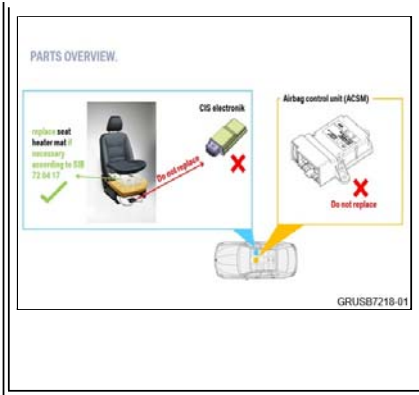 PARTS OVERVIEW.
replace seat
heater mat if
necessary
according to SIB
72 04 17
CIS electronik
Do not replace
Airbag control unit (ACSM)
Do not replace
GRUSB7218-01